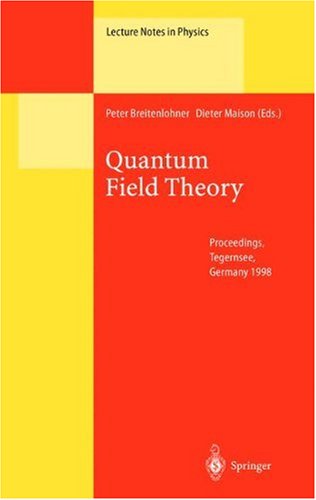 Lecture Notes in Physics
Peter Breitenlohner Dieter Maison (Eds.)
Quantum
Field Theory
Proceedings,
Tegernsee,
Germany 1998
Springer